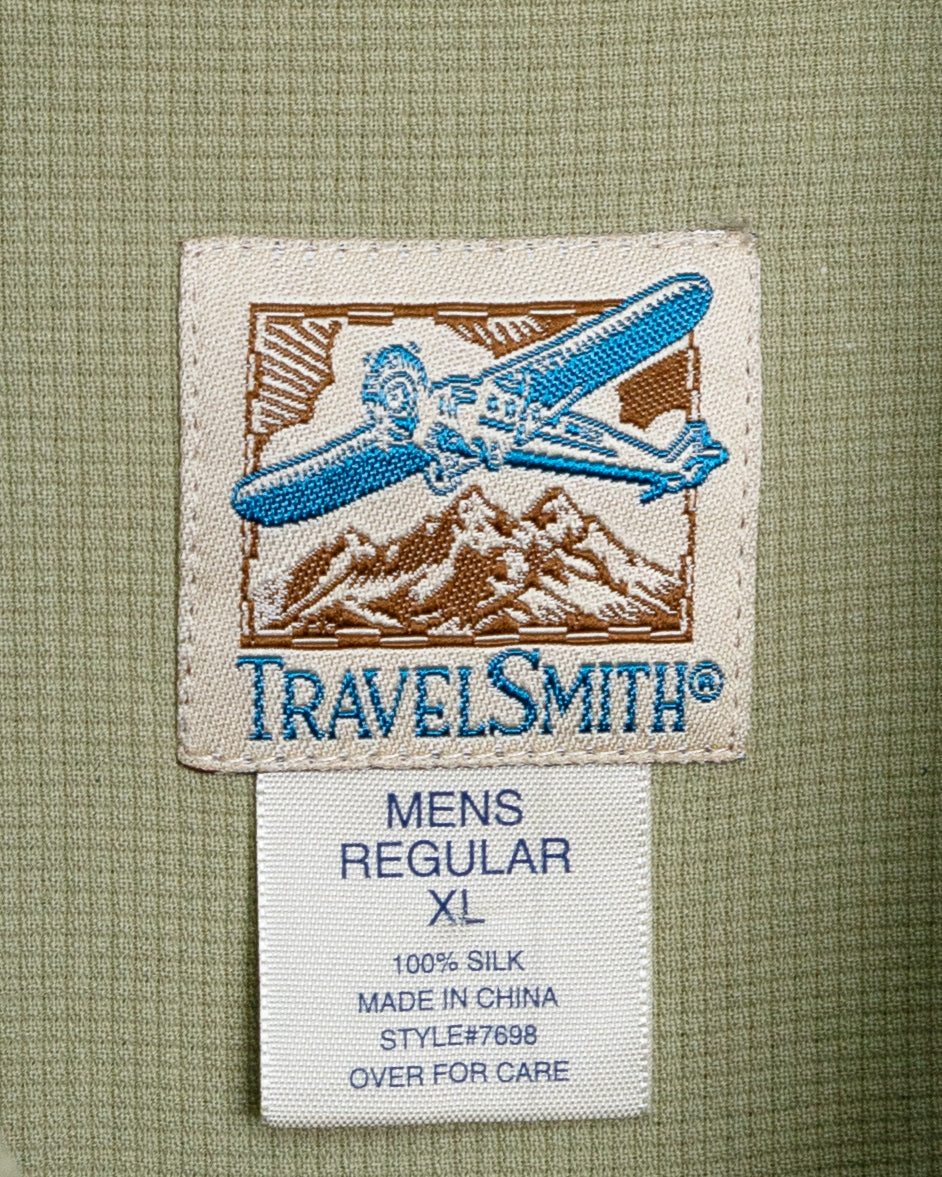 TRAVELSMITH®
MENS
REGULAR
XL
100% SILK
MADE IN CHINA
STYLE#7698
OVER FOR CARE